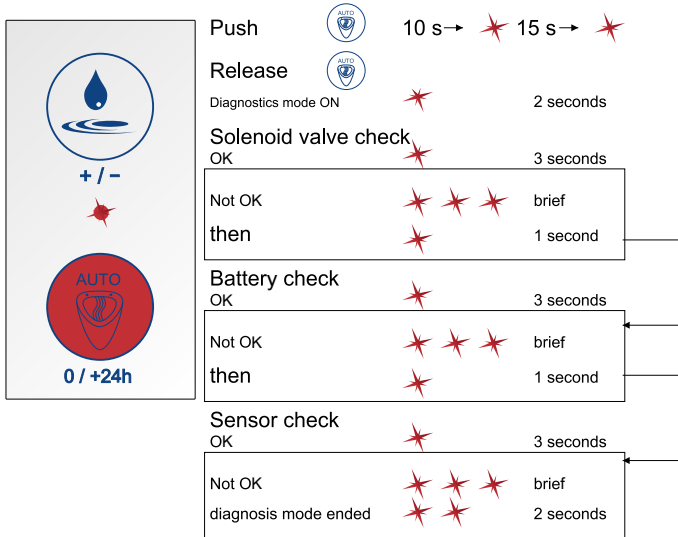 + / −
AUTO
0 / +24h
Push AUTO 10 s 15 s
Release AUTO
Diagnostics mode ON 2 seconds
Solenoid valve check
OK 3 seconds
Not OK brief
then 1 second
Battery check
OK 3 seconds
Not OK brief
then 1 second
Sensor check
OK 3 seconds
Not OK brief
diagnosis mode ended 2 seconds